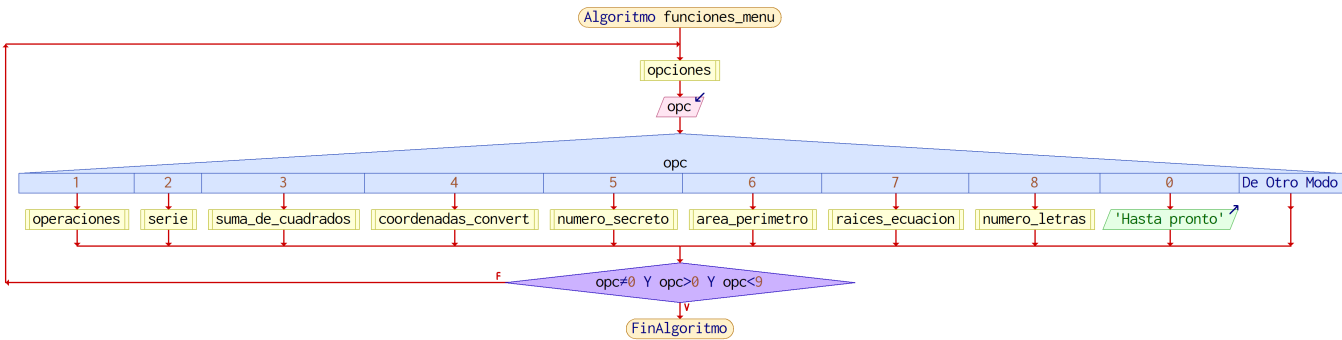 Algoritmo funciones_menu
opciones
opc
opc
1 2 3 4 5 6 7 8 0 De Otro Modo
operaciones serie suma_de_cuadrados coordenadas_convert numero_secreto area_perimetro raices_ecuacion numero_letras 'Hasta pronto'
F opc≠0 Y opc>0 Y opc<9
V
FinAlgoritmo